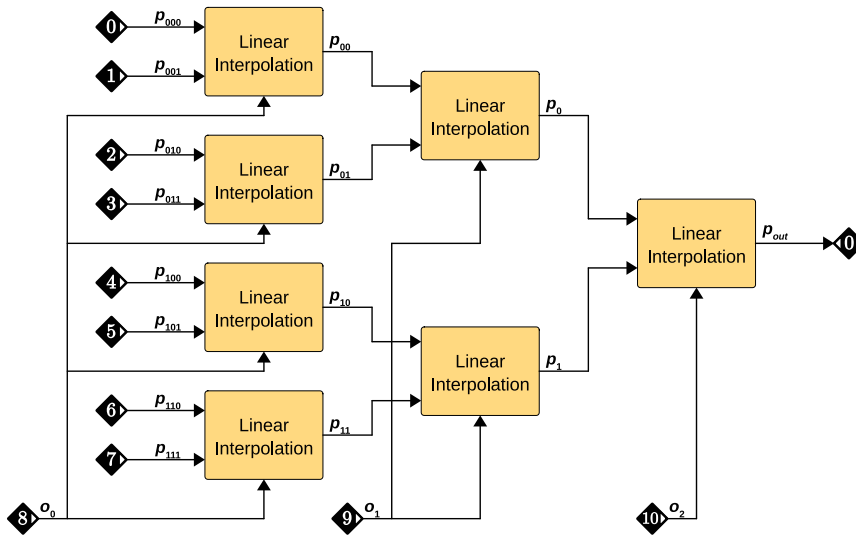 0 p000
1 p001
Linear
Interpolation
p00
2 p010
3 p011
Linear
Interpolation
p01
4 p100
5 p101
Linear
Interpolation
p10
6 p110
7 p111
Linear
Interpolation
p11
8 o0
Linear
Interpolation
p0
Linear
Interpolation
p1
9 o1
Linear
Interpolation
pout
0
10 o2